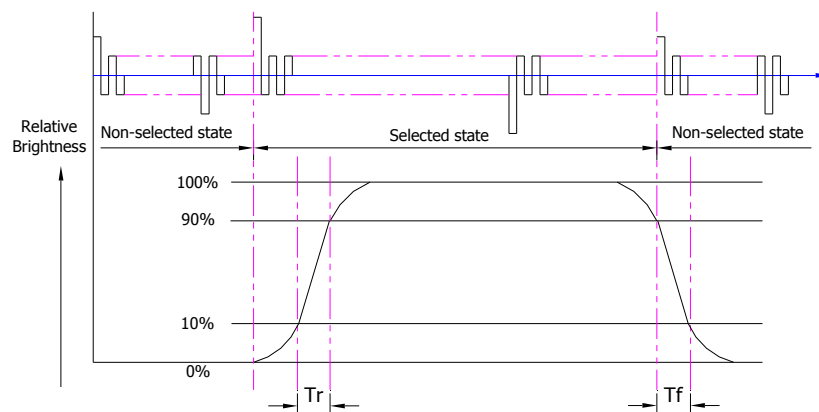 Relative
Brightness
Non-selected state
Selected state
Non-selected state
100%
90%
10%
0%
Tr
Tf